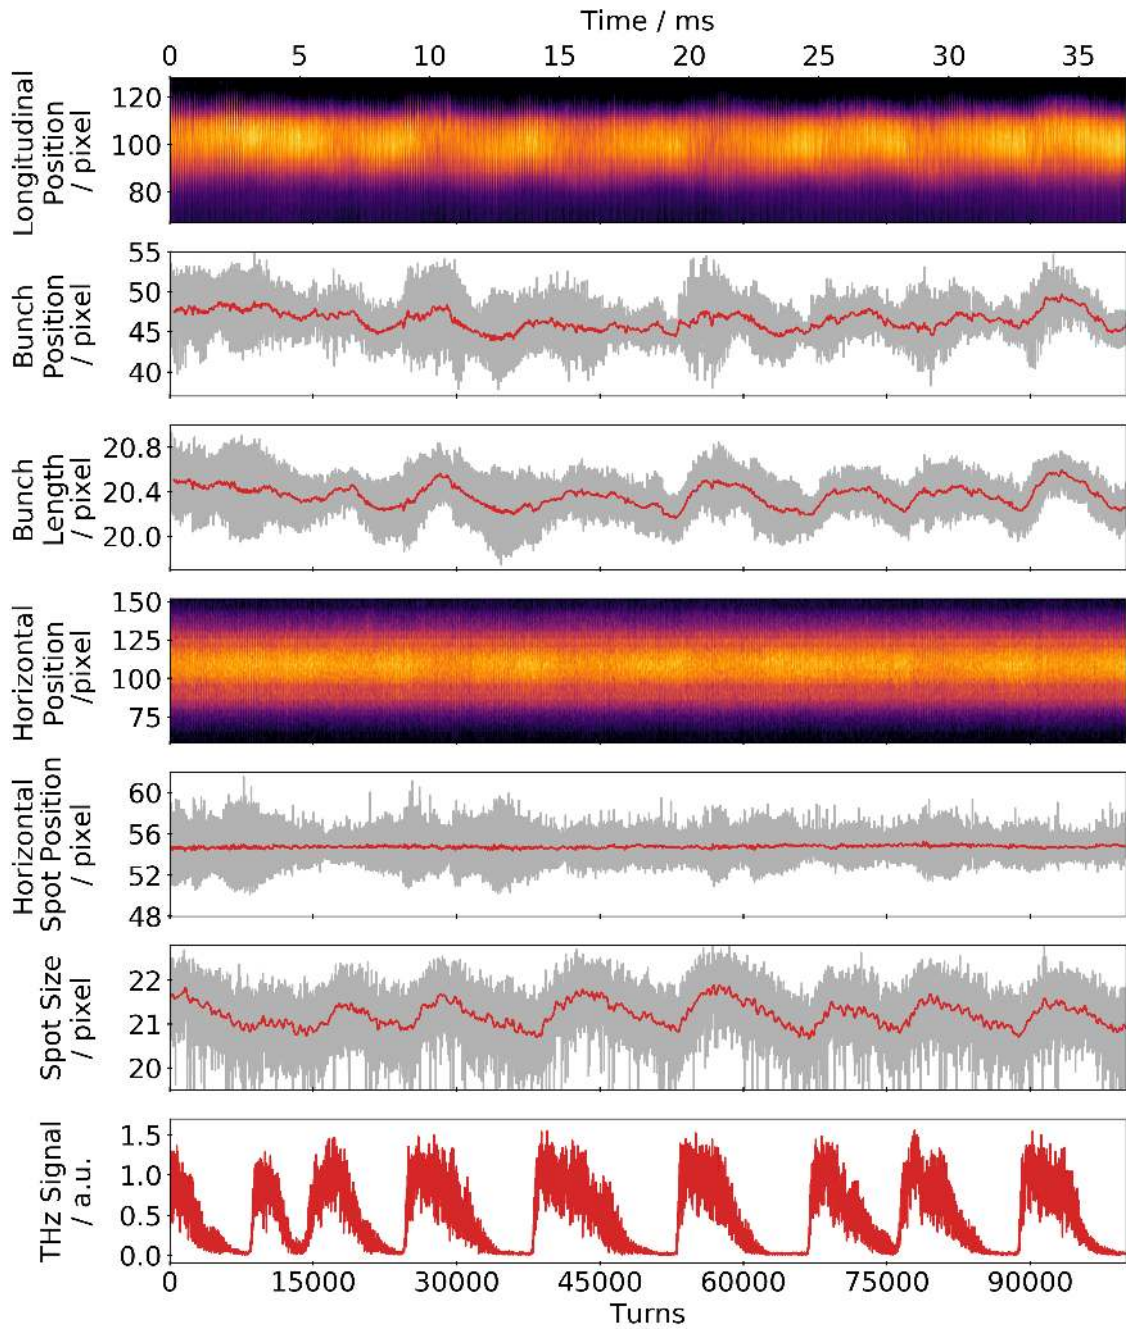 Time / ms
0 5 10 15 20 25 30 35
Longitudinal
Position
/ pixel
120
100
80
Bunch
Position
/ pixel
55
50
45
40
Bunch
Length
/ pixel
20.8
20.4
20.0
Horizontal
Position
/pixel
150
125
100
75
Horizontal
Spot Position
/ pixel
60
56
52
48
Spot Size
/ pixel
22
21
20
THz Signal
/ a.u.
1.5
1.0
0.5
0.0
0 15000 30000 45000 60000 75000 90000
Turns